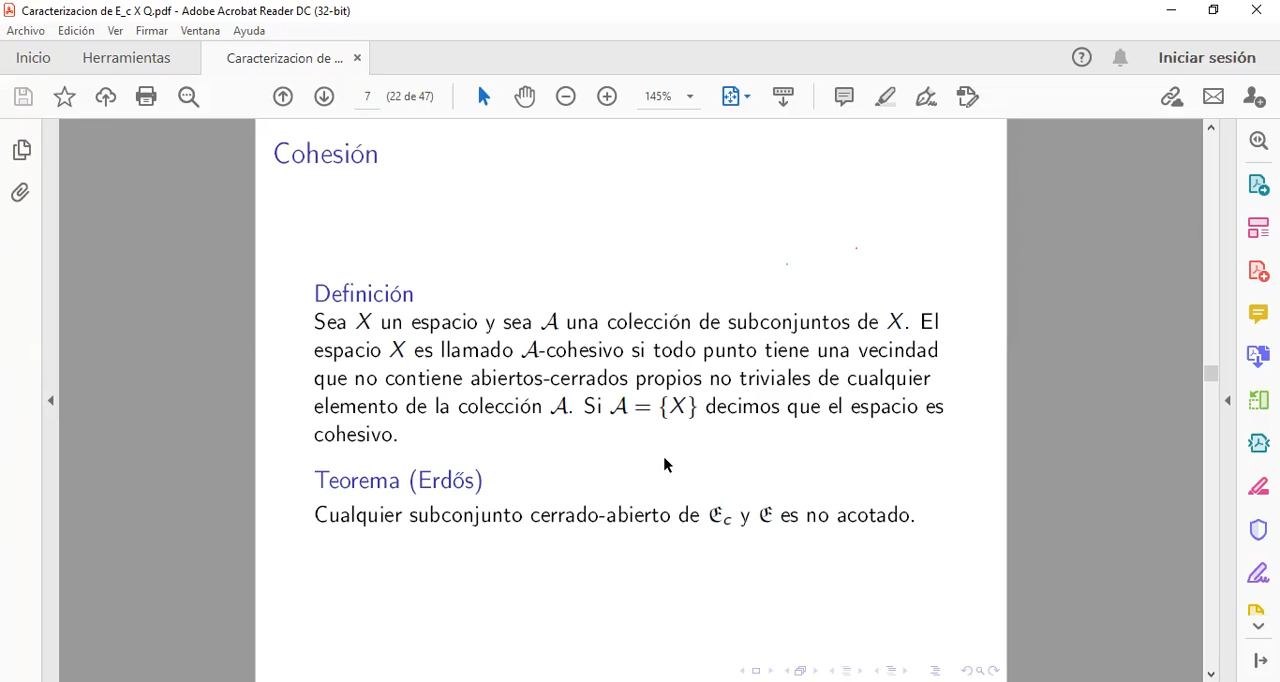 Caracterizacion de E_c X Q.pdf - Adobe Acrobat Reader DC (32-bit)
Archivo Edición Ver Firmar Ventana Ayuda
Inicio Herramientas Caracterizacion de ... × Iniciar sesión
7 (22 de 47) 145%
Cohesión
Definición
Sea X un espacio y sea 𝒜 una colección de subconjuntos de X. El
espacio X es llamado 𝒜-cohesivo si todo punto tiene una vecindad
que no contiene abiertos-cerrados propios no triviales de cualquier
elemento de la colección 𝒜. Si 𝒜 = {X} decimos que el espacio es
cohesivo.
Teorema (Erdős)
Cualquier subconjunto cerrado-abierto de 𝕰c y 𝕰 es no acotado.